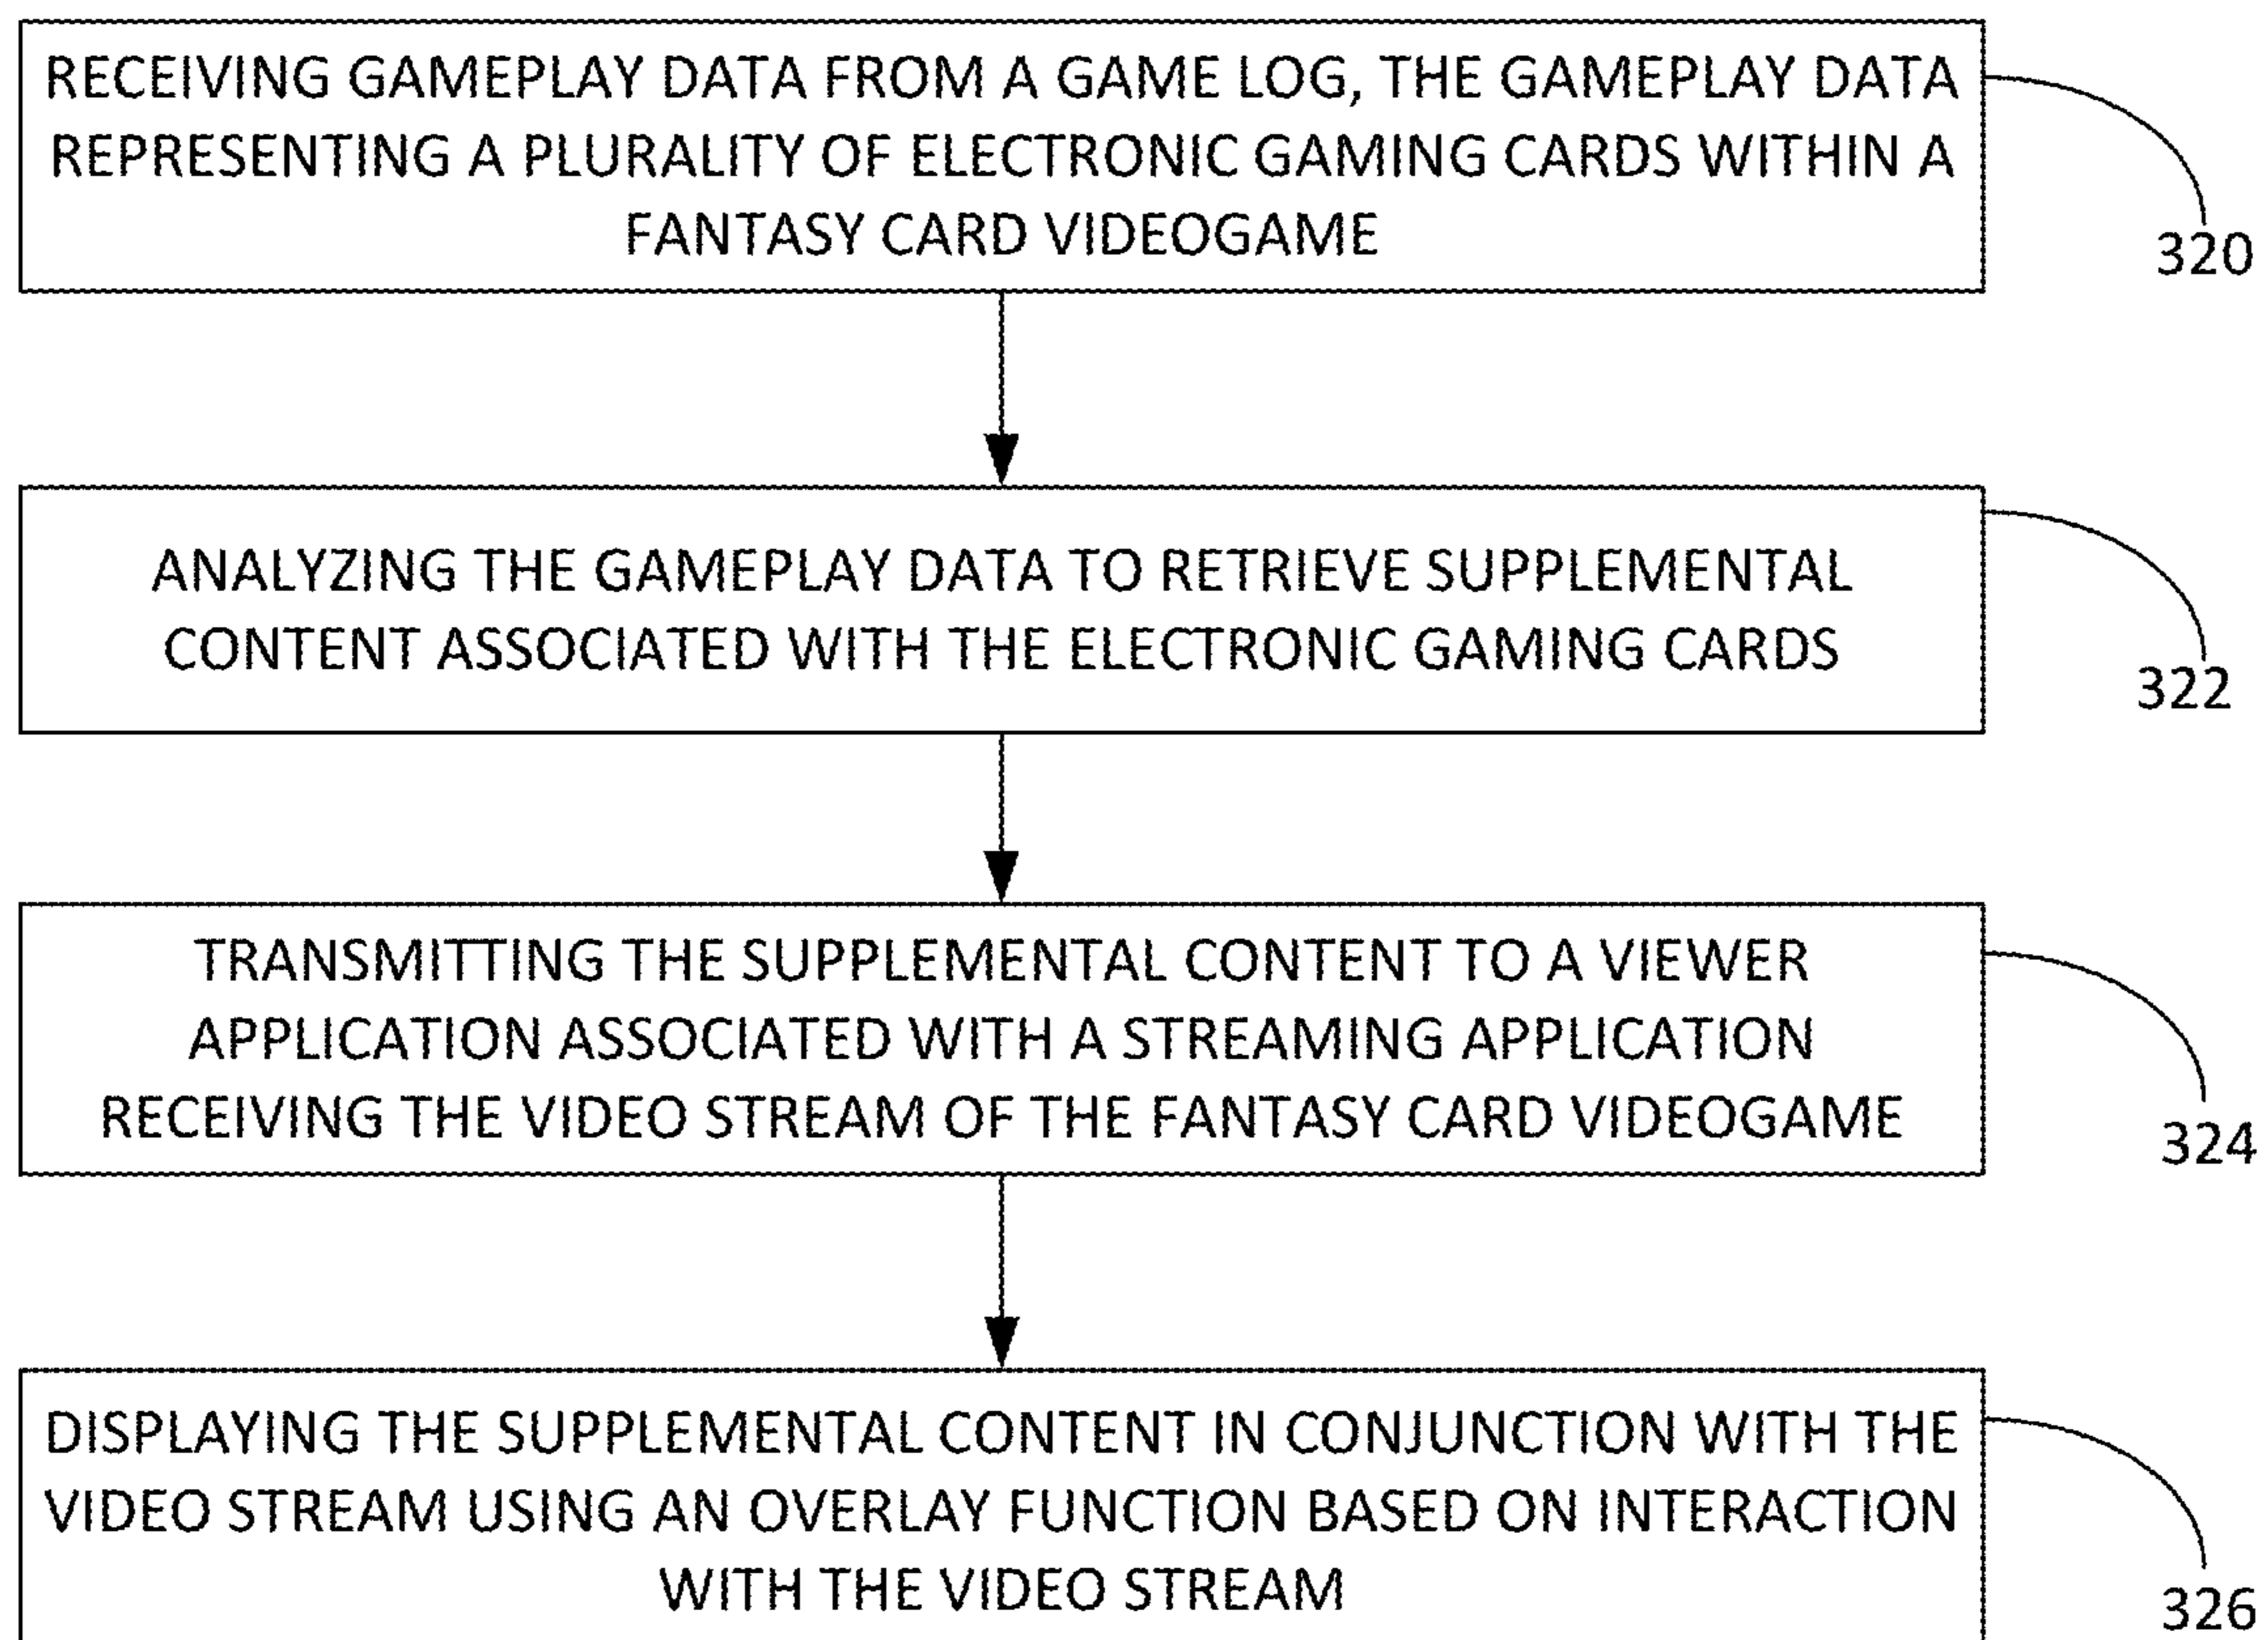 RECEIVING GAMEPLAY DATA FROM A GAME LOG, THE GAMEPLAY DATA
REPRESENTING A PLURALITY OF ELECTRONIC GAMING CARDS WITHIN A
FANTASY CARD VIDEOGAME
320
ANALYZING THE GAMEPLAY DATA TO RETRIEVE SUPPLEMENTAL
CONTENT ASSOCIATED WITH THE ELECTRONIC GAMING CARDS
322
TRANSMITTING THE SUPPLEMENTAL CONTENT TO A VIEWER
APPLICATION ASSOCIATED WITH A STREAMING APPLICATION
RECEIVING THE VIDEO STREAM OF THE FANTASY CARD VIDEOGAME
324
DISPLAYING THE SUPPLEMENTAL CONTENT IN CONJUNCTION WITH THE
VIDEO STREAM USING AN OVERLAY FUNCTION BASED ON INTERACTION
WITH THE VIDEO STREAM
326